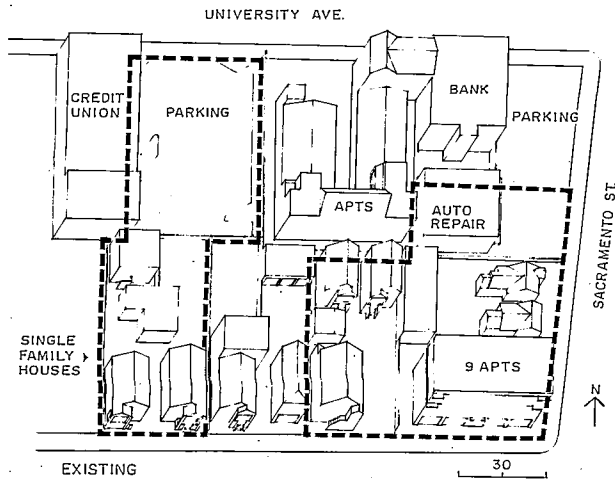 UNIVERSITY AVE.
CREDIT
UNION
PARKING
BANK
PARKING
APTS
AUTO
REPAIR
SACRAMENTO ST.
SINGLE
FAMILY
HOUSES
9 APTS
N
EXISTING
30